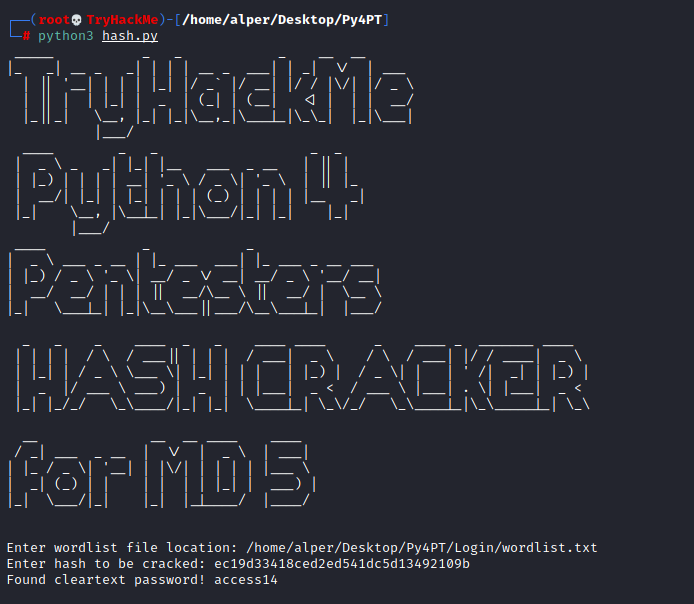 ┌──(root💀TryHackMe)-[/home/alper/Desktop/Py4PT]
└─# python3 hash.py
TryHackMe
Python 4
Pentesters
HASH CRACKER
for MD5
Enter wordlist file location: /home/alper/Desktop/Py4PT/Login/wordlist.txt
Enter hash to be cracked: ec19d33418ced2ed541dc5d13492109b
Found cleartext password! access14